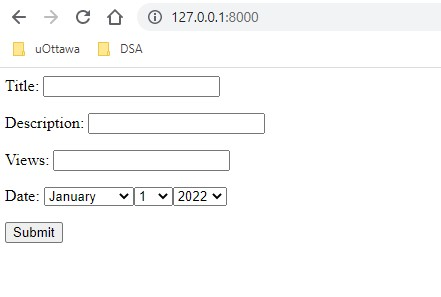 127.0.0.1:8000
uOttawa DSA
Title:
Description:
Views:
Date: January 1 2022
Submit